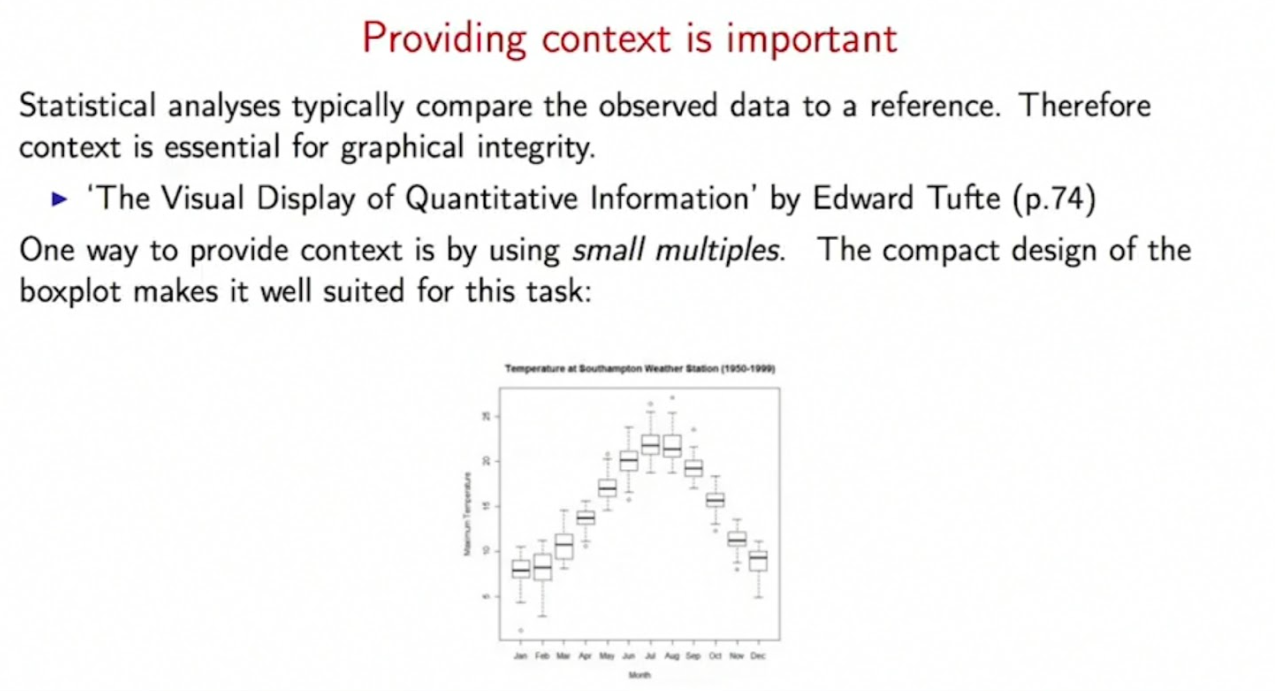 Providing context is important
Statistical analyses typically compare the observed data to a reference. Therefore
context is essential for graphical integrity.
► ‘The Visual Display of Quantitative Information’ by Edward Tufte (p.74)
One way to provide context is by using small multiples. The compact design of the
boxplot makes it well suited for this task:
Temperature at Southampton Weather Station (1950-1999)
Maximum Temperature
25
20
15
10
5
Jan Feb Mar Apr May Jun Jul Aug Sep Oct Nov Dec
Month